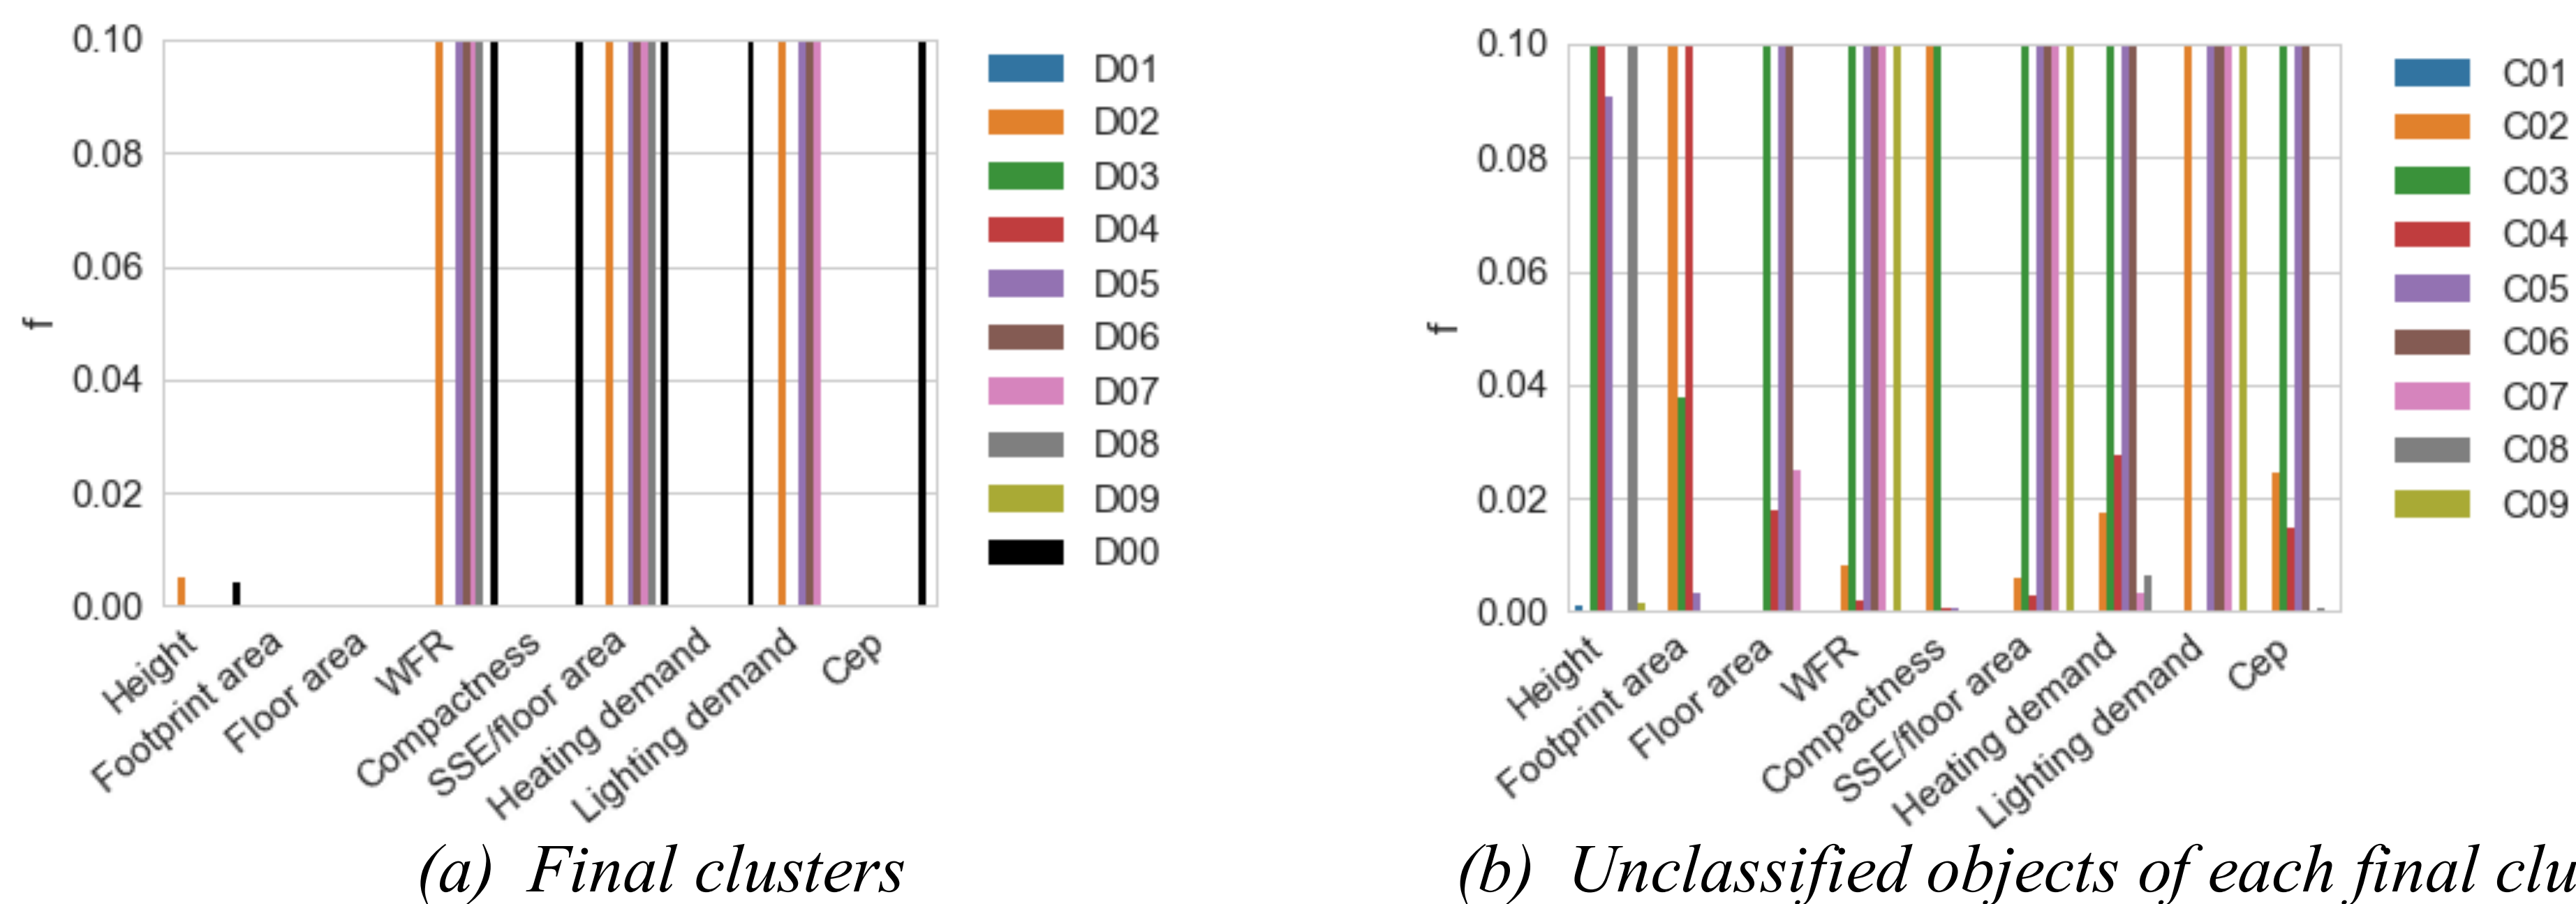 0.10
0.08
0.06
0.04
0.02
0.00
f
Height
Footprint area
Floor area
WFR
Compactness
SSE/floor area
Heating demand
Lighting demand
Cep
D01
D02
D03
D04
D05
D06
D07
D08
D09
D00
(a) Final clusters
0.10
0.08
0.06
0.04
0.02
0.00
f
Height
Footprint area
Floor area
WFR
Compactness
SSE/floor area
Heating demand
Lighting demand
Cep
C01
C02
C03
C04
C05
C06
C07
C08
C09
(b) Unclassified objects of each final clu